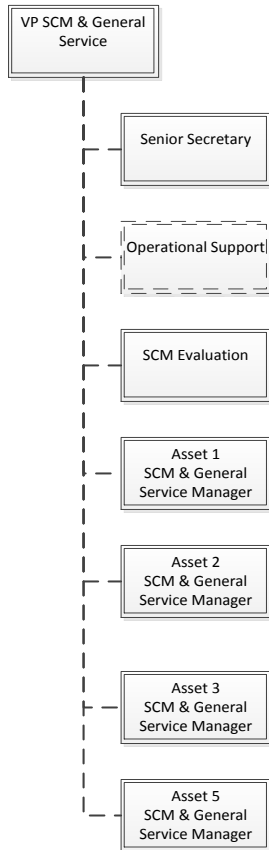 VP SCM & General
Service
Senior Secretary
Operational Support
SCM Evaluation
Asset 1
SCM & General
Service Manager
Asset 2
SCM & General
Service Manager
Asset 3
SCM & General
Service Manager
Asset 5
SCM & General
Service Manager